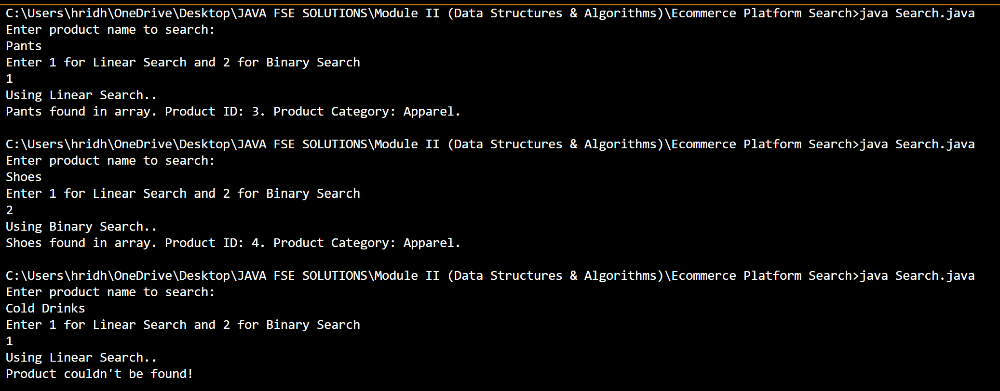 C:\Users\hridh\OneDrive\Desktop\JAVA FSE SOLUTIONS\Module II (Data Structures & Algorithms)\Ecommerce Platform Search>java Search.java
Enter product name to search:
Pants
Enter 1 for Linear Search and 2 for Binary Search
1
Using Linear Search..
Pants found in array. Product ID: 3. Product Category: Apparel.
C:\Users\hridh\OneDrive\Desktop\JAVA FSE SOLUTIONS\Module II (Data Structures & Algorithms)\Ecommerce Platform Search>java Search.java
Enter product name to search:
Shoes
Enter 1 for Linear Search and 2 for Binary Search
2
Using Binary Search..
Shoes found in array. Product ID: 4. Product Category: Apparel.
C:\Users\hridh\OneDrive\Desktop\JAVA FSE SOLUTIONS\Module II (Data Structures & Algorithms)\Ecommerce Platform Search>java Search.java
Enter product name to search:
Cold Drinks
Enter 1 for Linear Search and 2 for Binary Search
1
Using Linear Search..
Product couldn't be found!